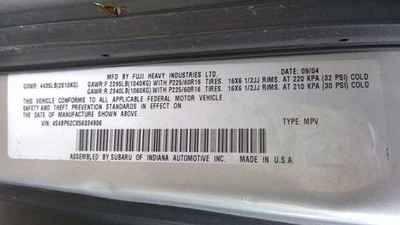 MFD BY FUJI HEAVY INDUSTRIES LTD. 09/04
GVWR: 4435LB(2010KG) GAWR:F 2295LB(1040KG) WITH P225/60R16 TIRES. 16X6 1/2JJ RIMS. AT 220 KPA (32 PSI) COLD
GAWR:R 2340LB(1060KG) WITH P225/60R16 TIRES. 16X6 1/2JJ RIMS. AT 210 KPA (30 PSI) COLD
THIS VEHICLE CONFORMS TO ALL APPLICABLE FEDERAL MOTOR VEHICLE
SAFETY AND THEFT PREVENTION STANDARDS IN EFFECT ON
THE DATE OF MANUFACTURE SHOWN ABOVE.
VIN: 4S4BP62C856334906 TYPE: MPV
ASSEMBLED BY SUBARU OF INDIANA AUTOMOTIVE INC. MADE IN U.S.A.